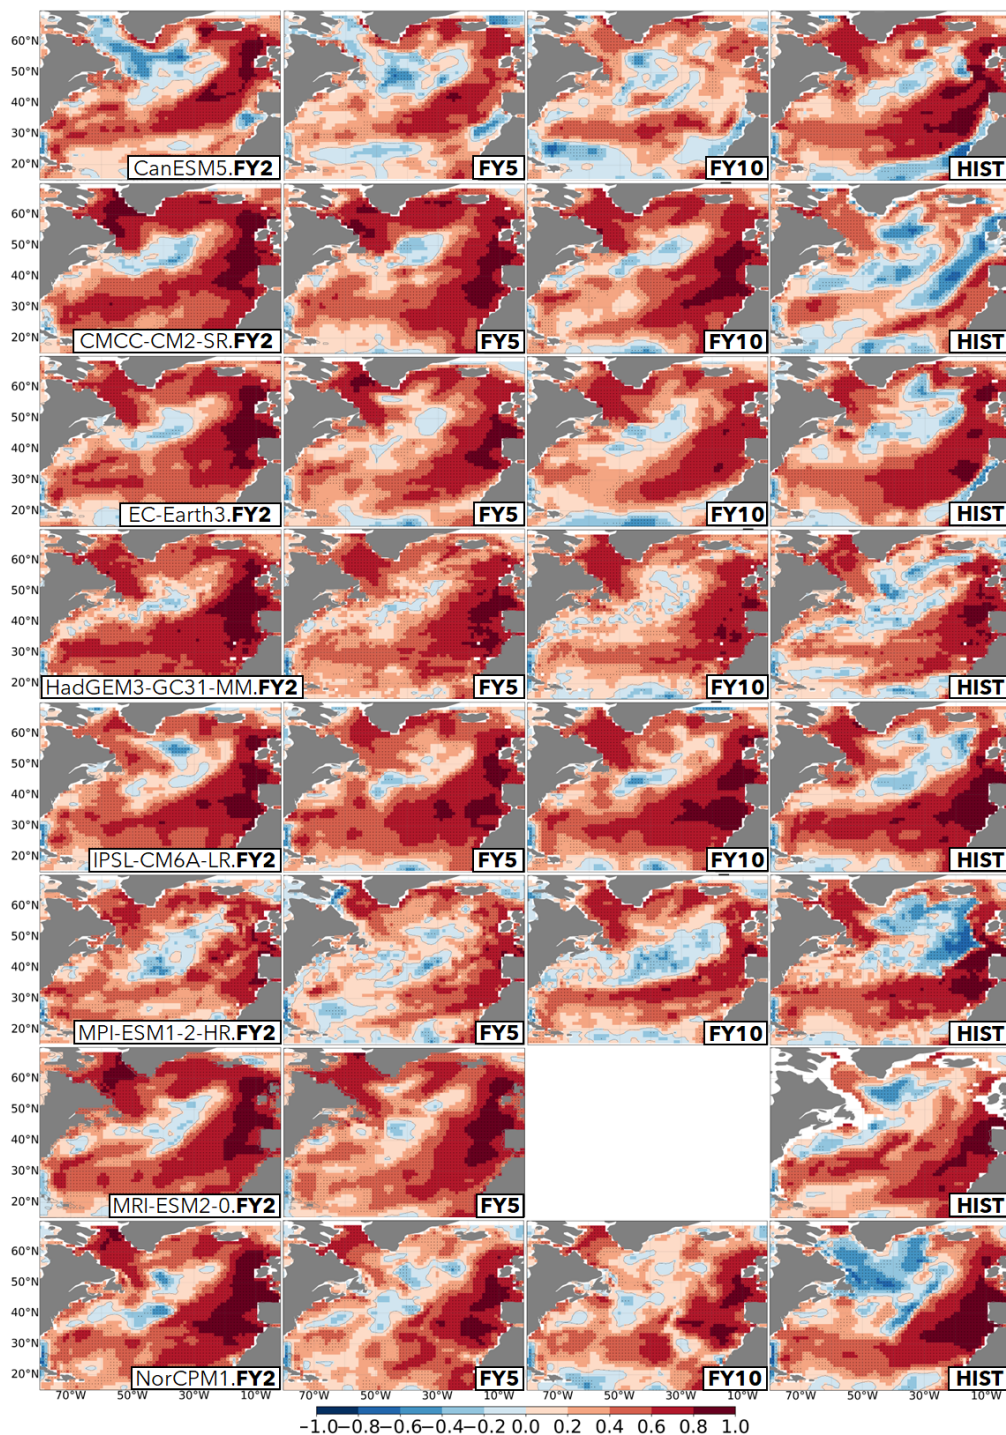 60°N
50°N
40°N
30°N
20°N
CanESM5.FY2
FY5
FY10
HIST
60°N
50°N
40°N
30°N
20°N
CMCC-CM2-SR.FY2
FY5
FY10
HIST
60°N
50°N
40°N
30°N
20°N
EC-Earth3.FY2
FY5
FY10
HIST
60°N
50°N
40°N
30°N
20°N
HadGEM3-GC31-MM.FY2
FY5
FY10
HIST
60°N
50°N
40°N
30°N
20°N
IPSL-CM6A-LR.FY2
FY5
FY10
HIST
60°N
50°N
40°N
30°N
20°N
MPI-ESM1-2-HR.FY2
FY5
FY10
HIST
60°N
50°N
40°N
30°N
20°N
MRI-ESM2-0.FY2
FY5
HIST
60°N
50°N
40°N
30°N
20°N
NorCPM1.FY2
FY5
FY10
HIST
70°W 50°W 30°W 10°W 70°W 50°W 30°W 10°W 70°W 50°W 30°W 10°W 70°W 50°W 30°W 10°W
−1.0 −0.8 −0.6 −0.4 −0.2 0.0 0.2 0.4 0.6 0.8 1.0